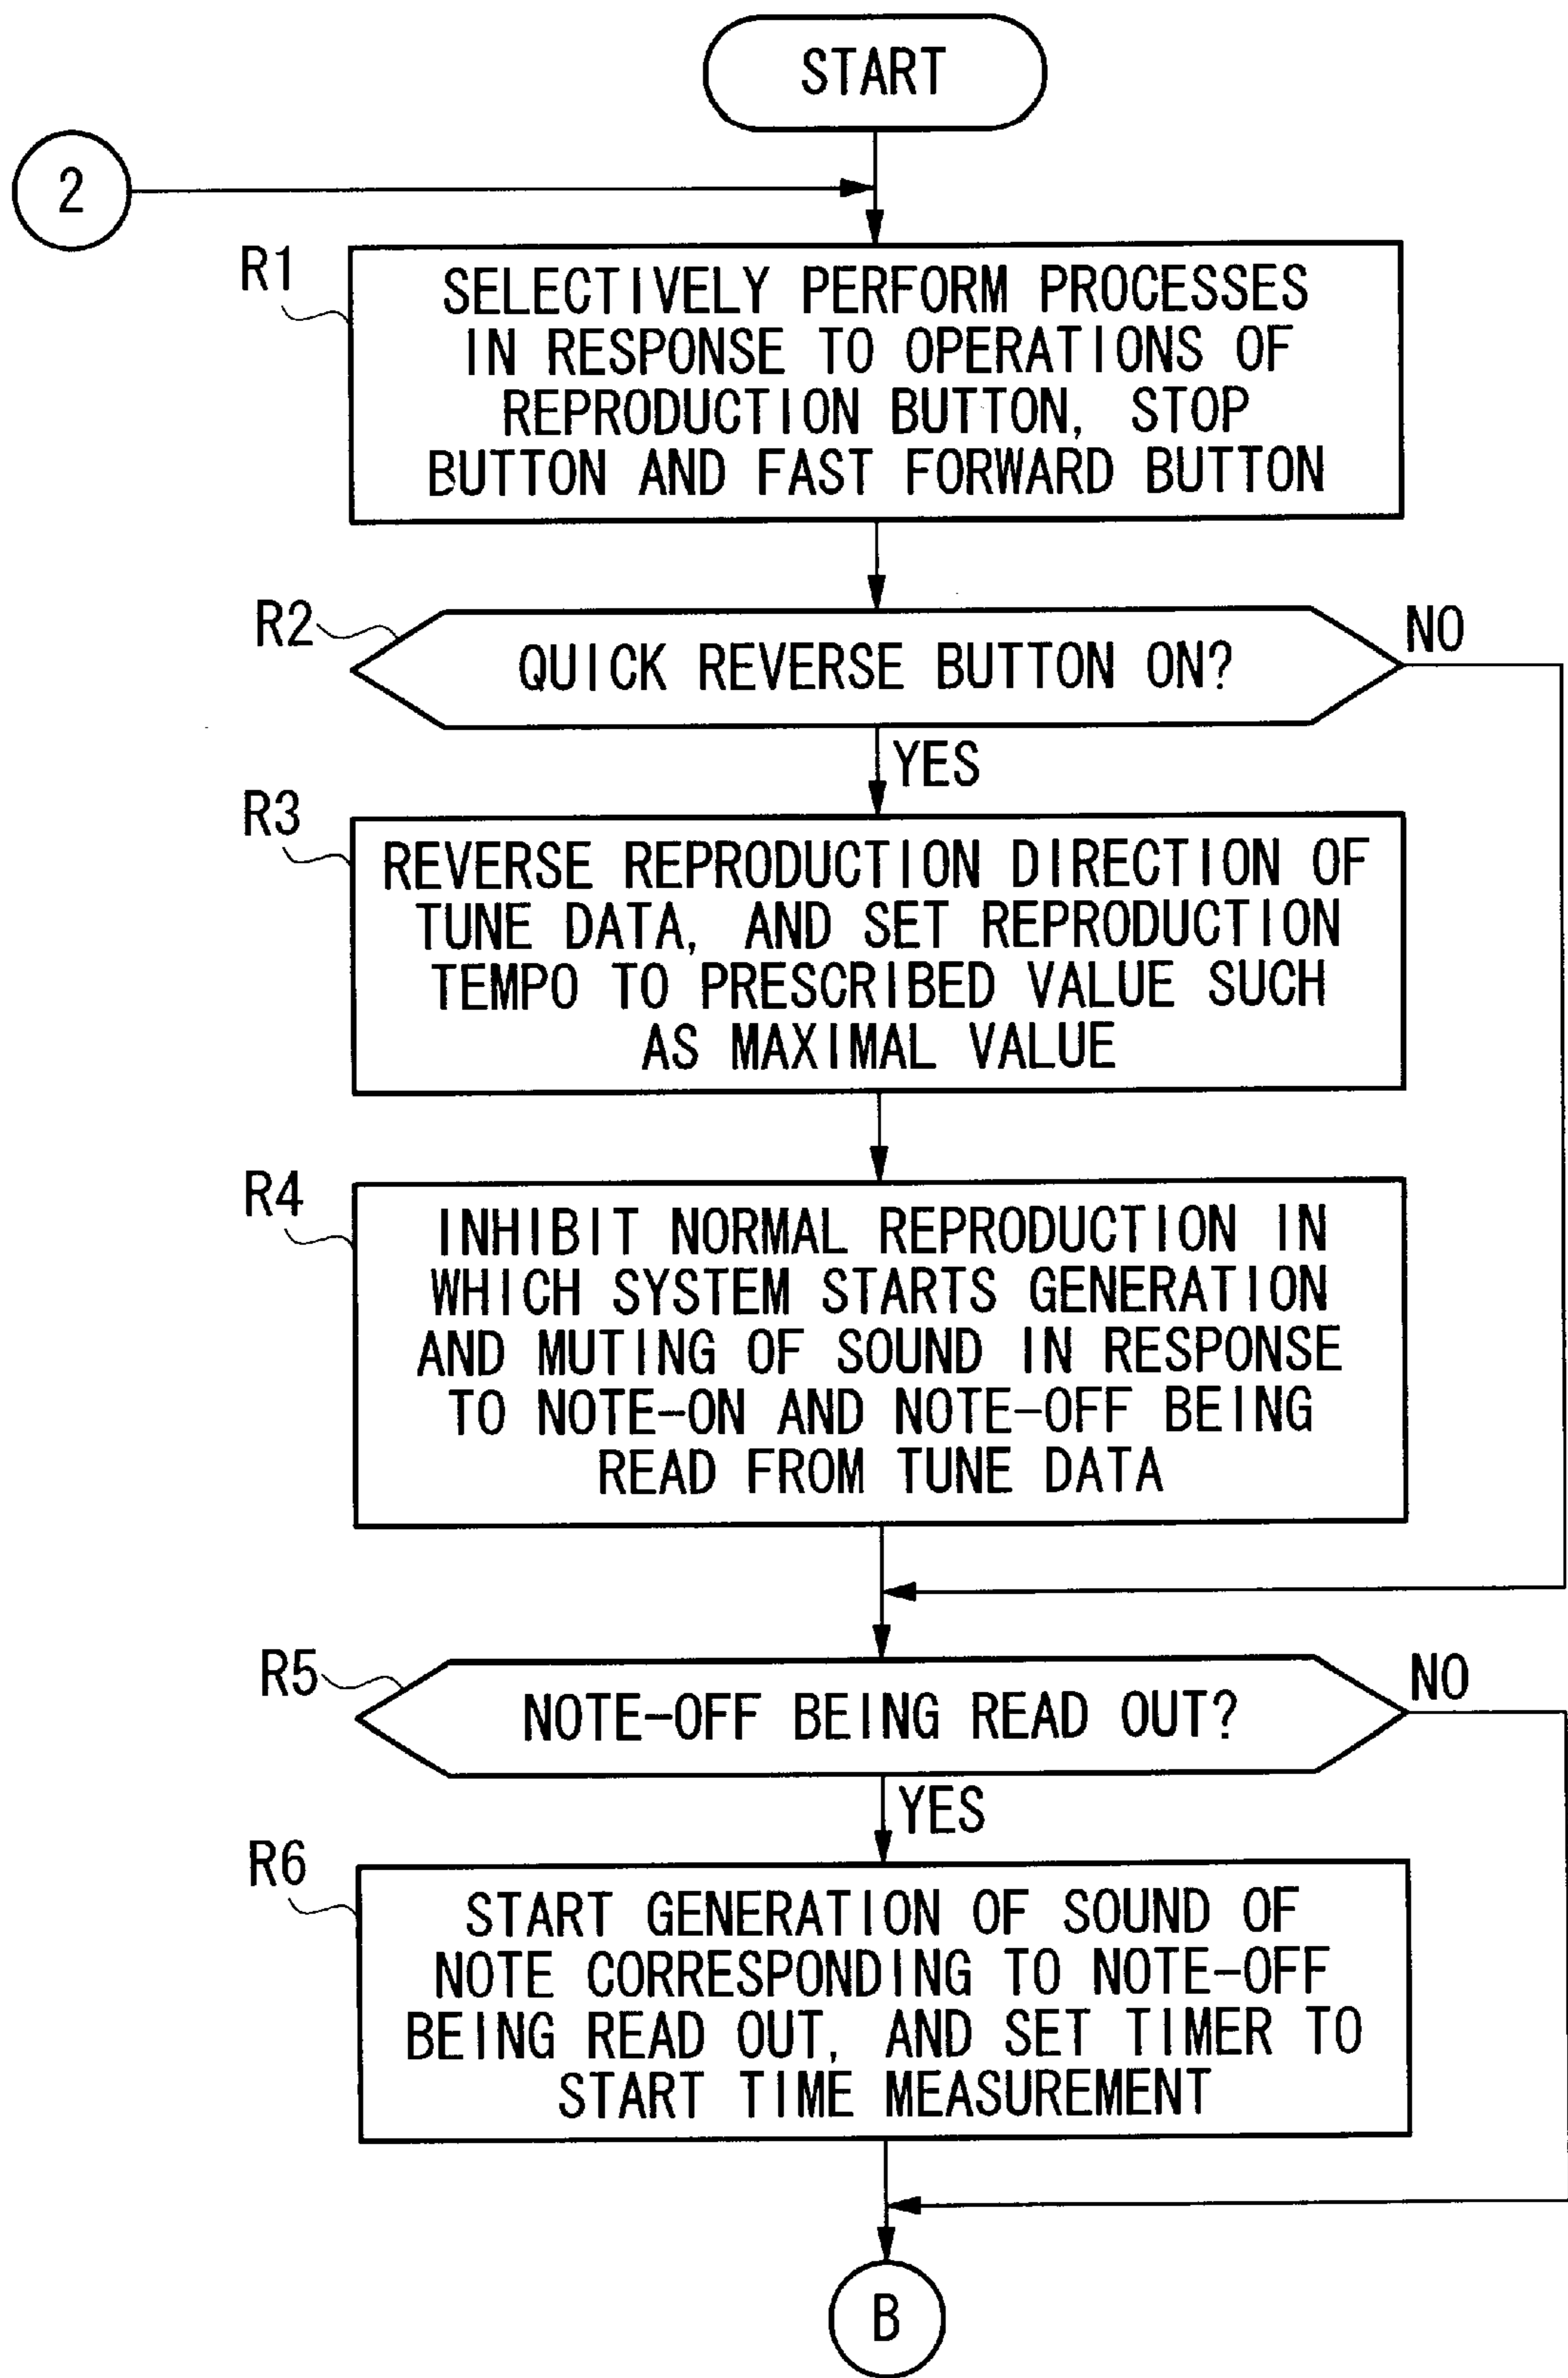 START
2
R1
SELECTIVELY PERFORM PROCESSES
IN RESPONSE TO OPERATIONS OF
REPRODUCTION BUTTON, STOP
BUTTON AND FAST FORWARD BUTTON
R2
QUICK REVERSE BUTTON ON?
NO
YES
R3
REVERSE REPRODUCTION DIRECTION OF
TUNE DATA, AND SET REPRODUCTION
TEMPO TO PRESCRIBED VALUE SUCH
AS MAXIMAL VALUE
R4
INHIBIT NORMAL REPRODUCTION IN
WHICH SYSTEM STARTS GENERATION
AND MUTING OF SOUND IN RESPONSE
TO NOTE-ON AND NOTE-OFF BEING
READ FROM TUNE DATA
R5
NOTE-OFF BEING READ OUT?
NO
YES
R6
START GENERATION OF SOUND OF
NOTE CORRESPONDING TO NOTE-OFF
BEING READ OUT, AND SET TIMER TO
START TIME MEASUREMENT
B